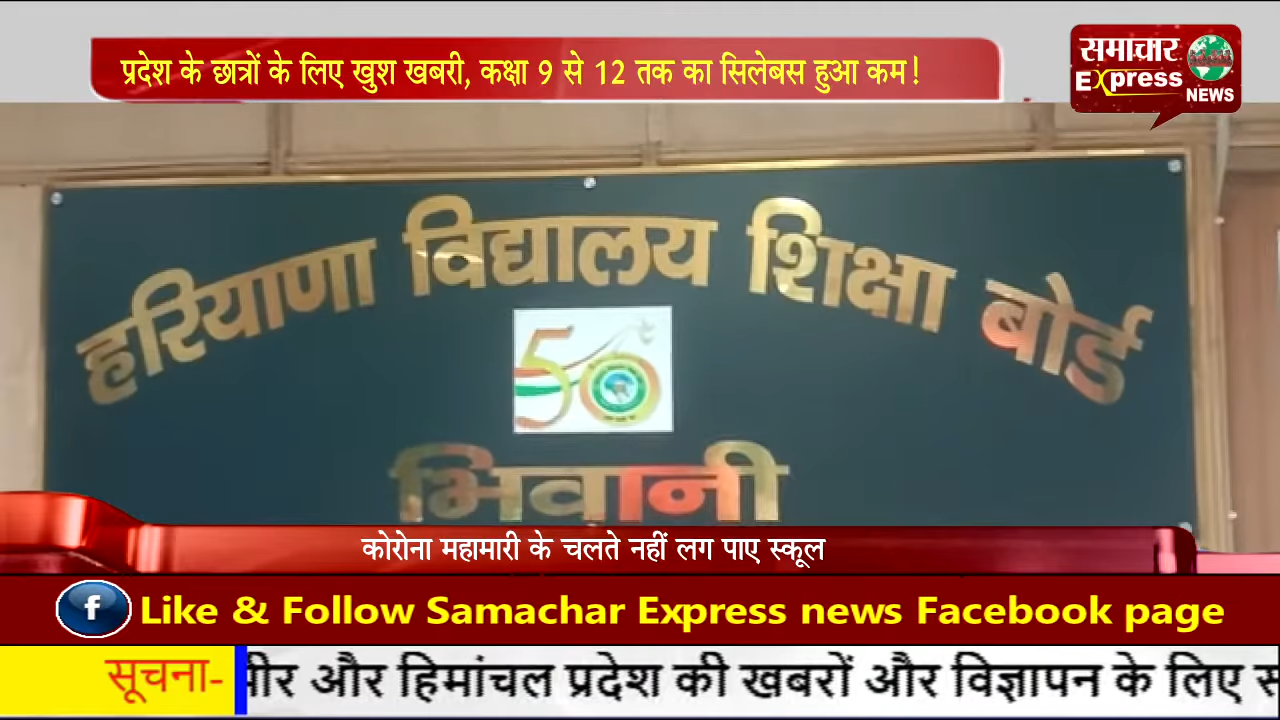 प्रदेश के छात्रों के लिए खुश खबरी, कक्षा 9 से 12 तक का सिलेबस हुआ कम!
समाचार
Express
NEWS
हरियाणा विद्यालय शिक्षा बोर्ड
50
भिवानी
कोरोना महामारी के चलते नहीं लग पाए स्कूल
f Like & Follow Samachar Express news Facebook page
सूचना- और हिमांचल प्रदेश की खबरों और विज्ञापन के लिए